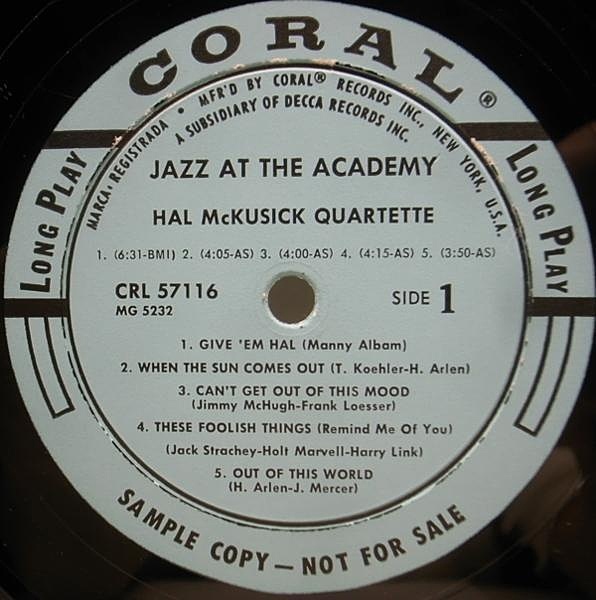 CORAL®
MARCA REGISTRADA • MFR'D BY CORAL® RECORDS INC., NEW YORK, U.S.A.
A SUBSIDIARY OF DECCA RECORDS INC.
LONG PLAY
LONG PLAY
JAZZ AT THE ACADEMY
HAL McKUSICK QUARTETTE
1. (6:31-BMI) 2. (4:05-AS) 3. (4:00-AS) 4. (4:15-AS) 5. (3:50-AS)
CRL 57116
MG 5232
SIDE 1
1. GIVE 'EM HAL (Manny Albam)
2. WHEN THE SUN COMES OUT (T. Koehler-H. Arlen)
3. CAN'T GET OUT OF THIS MOOD
(Jimmy McHugh-Frank Loesser)
4. THESE FOOLISH THINGS (Remind Me Of You)
(Jack Strachey-Holt Marvell-Harry Link)
5. OUT OF THIS WORLD
(H. Arlen-J. Mercer)
SAMPLE COPY — NOT FOR SALE